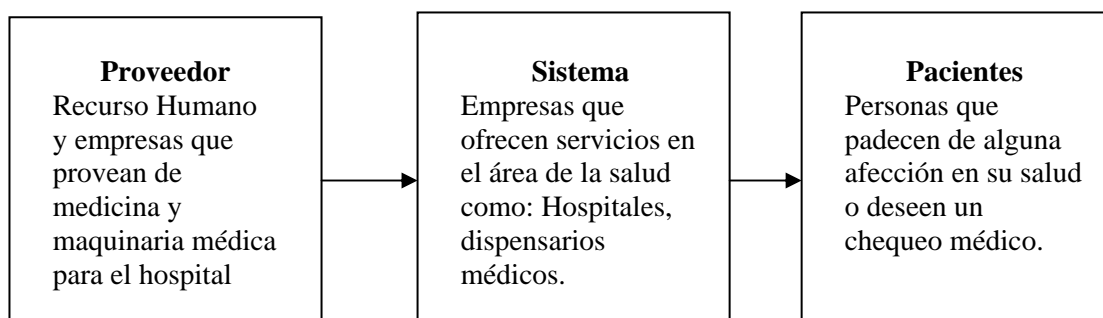 Proveedor
Recurso Humano
y empresas que
provean de
medicina y
maquinaria médica
para el hospital
Sistema
Empresas que
ofrecen servicios en
el área de la salud
como: Hospitales,
dispensarios
médicos.
Pacientes
Personas que
padecen de alguna
afección en su salud
o deseen un
chequeo médico.